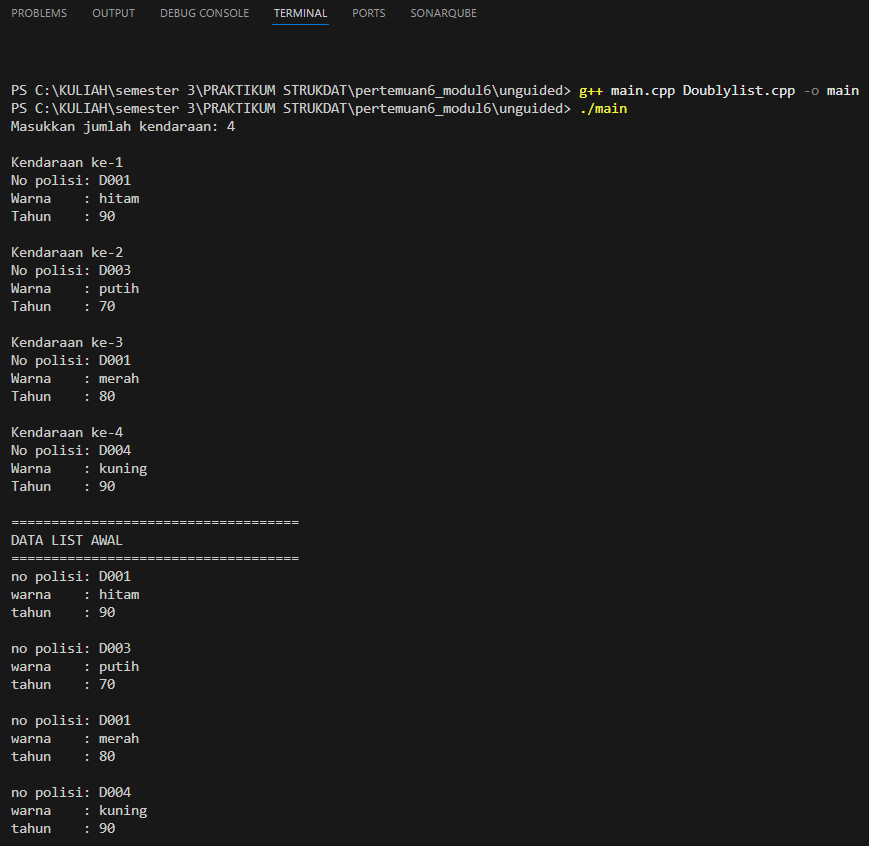 PROBLEMS OUTPUT DEBUG CONSOLE TERMINAL PORTS SONARQUBE
PS C:\KULIAH\semester 3\PRAKTIKUM STRUKDAT\pertemuan6_modul6\unguided> g++ main.cpp Doublylist.cpp -o main
PS C:\KULIAH\semester 3\PRAKTIKUM STRUKDAT\pertemuan6_modul6\unguided> ./main
Masukkan jumlah kendaraan: 4
Kendaraan ke-1
No polisi: D001
Warna    : hitam
Tahun    : 90
Kendaraan ke-2
No polisi: D003
Warna    : putih
Tahun    : 70
Kendaraan ke-3
No polisi: D001
Warna    : merah
Tahun    : 80
Kendaraan ke-4
No polisi: D004
Warna    : kuning
Tahun    : 90
====================================
DATA LIST AWAL
====================================
no polisi: D001
warna    : hitam
tahun    : 90
no polisi: D003
warna    : putih
tahun    : 70
no polisi: D001
warna    : merah
tahun    : 80
no polisi: D004
warna    : kuning
tahun    : 90